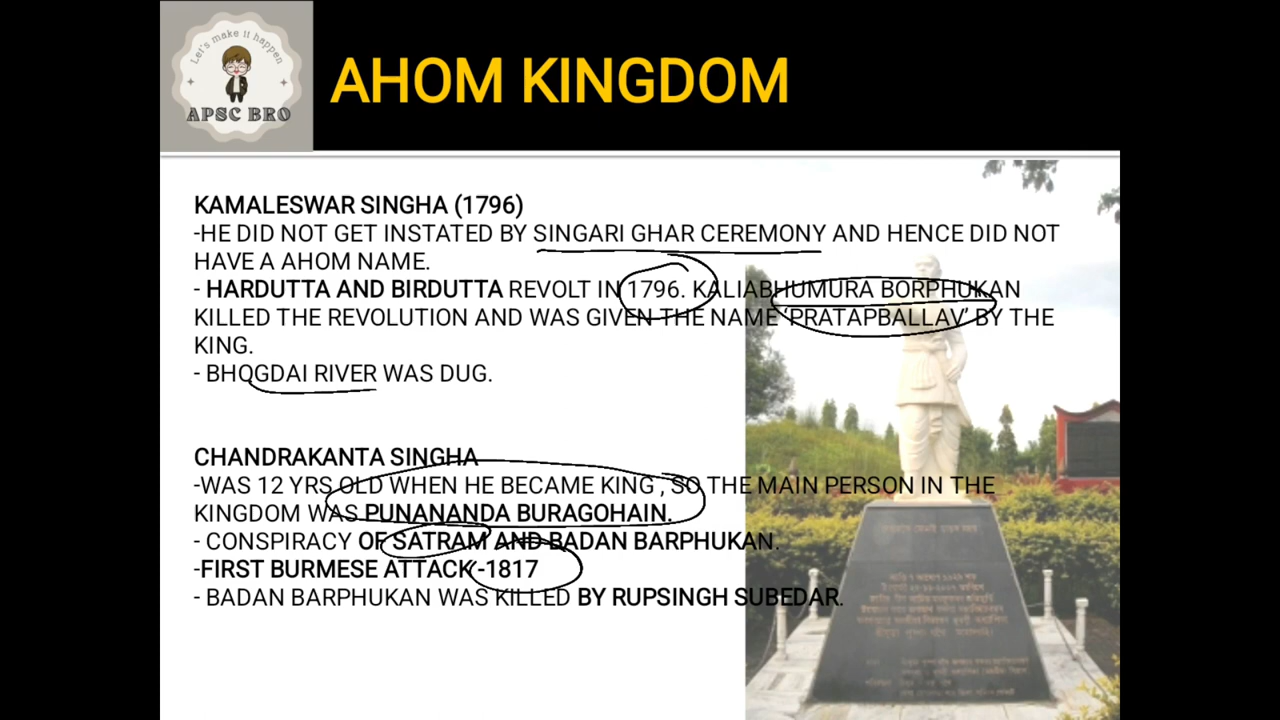 Let's make it happen
APSC BRO
AHOM KINGDOM
KAMALESWAR SINGHA (1796)
-HE DID NOT GET INSTATED BY SINGARI GHAR CEREMONY AND HENCE DID NOT
HAVE A AHOM NAME.
- HARDUTTA AND BIRDUTTA REVOLT IN 1796. KALIABHUMURA BORPHUKAN
KILLED THE REVOLUTION AND WAS GIVEN THE NAME 'PRATAPBALLAV' BY THE
KING.
- BHOGDAI RIVER WAS DUG.
CHANDRAKANTA SINGHA
-WAS 12 YRS OLD WHEN HE BECAME KING , SO THE MAIN PERSON IN THE
KINGDOM WAS PUNANANDA BURAGOHAIN.
- CONSPIRACY OF SATRAM AND BADAN BARPHUKAN.
-FIRST BURMESE ATTACK-1817
- BADAN BARPHUKAN WAS KILLED BY RUPSINGH SUBEDAR.